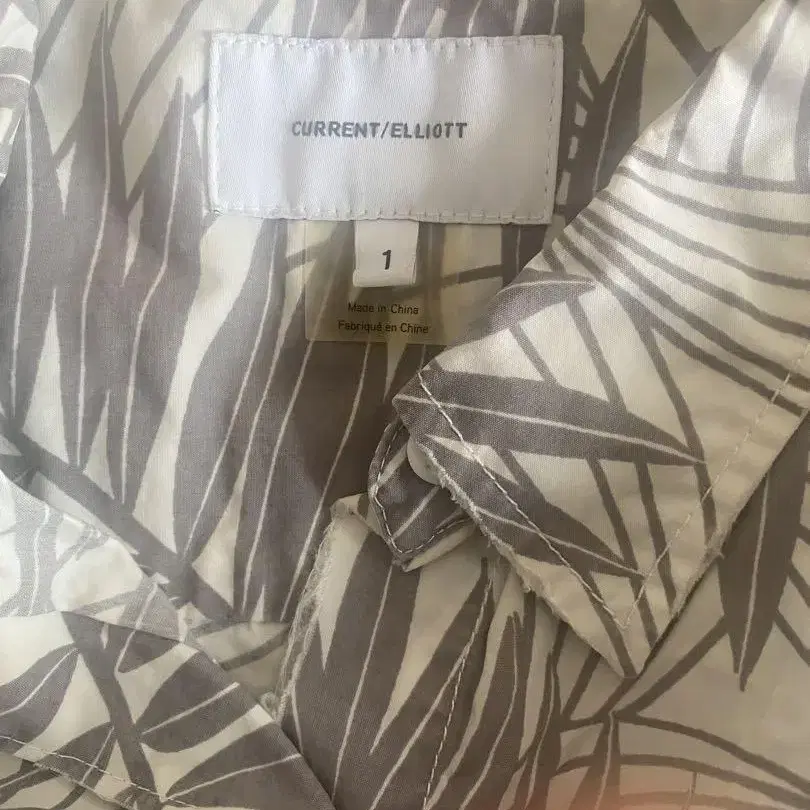 CURRENT/ELLIOTT
1
Made in China
Fabriqué en Chine